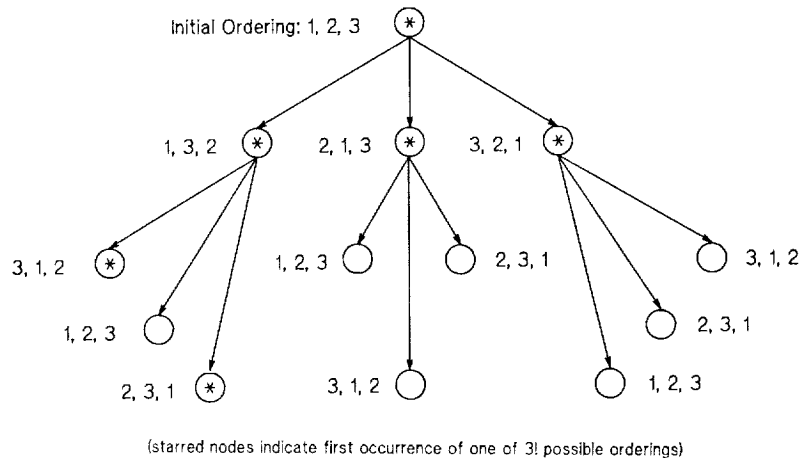 Initial Ordering: 1, 2, 3
*
1, 3, 2
*
2, 1, 3
*
3, 2, 1
*
3, 1, 2
*
1, 2, 3
2, 3, 1
3, 1, 2
1, 2, 3
2, 3, 1
2, 3, 1
*
3, 1, 2
1, 2, 3
(starred nodes indicate first occurrence of one of 3! possible orderings)